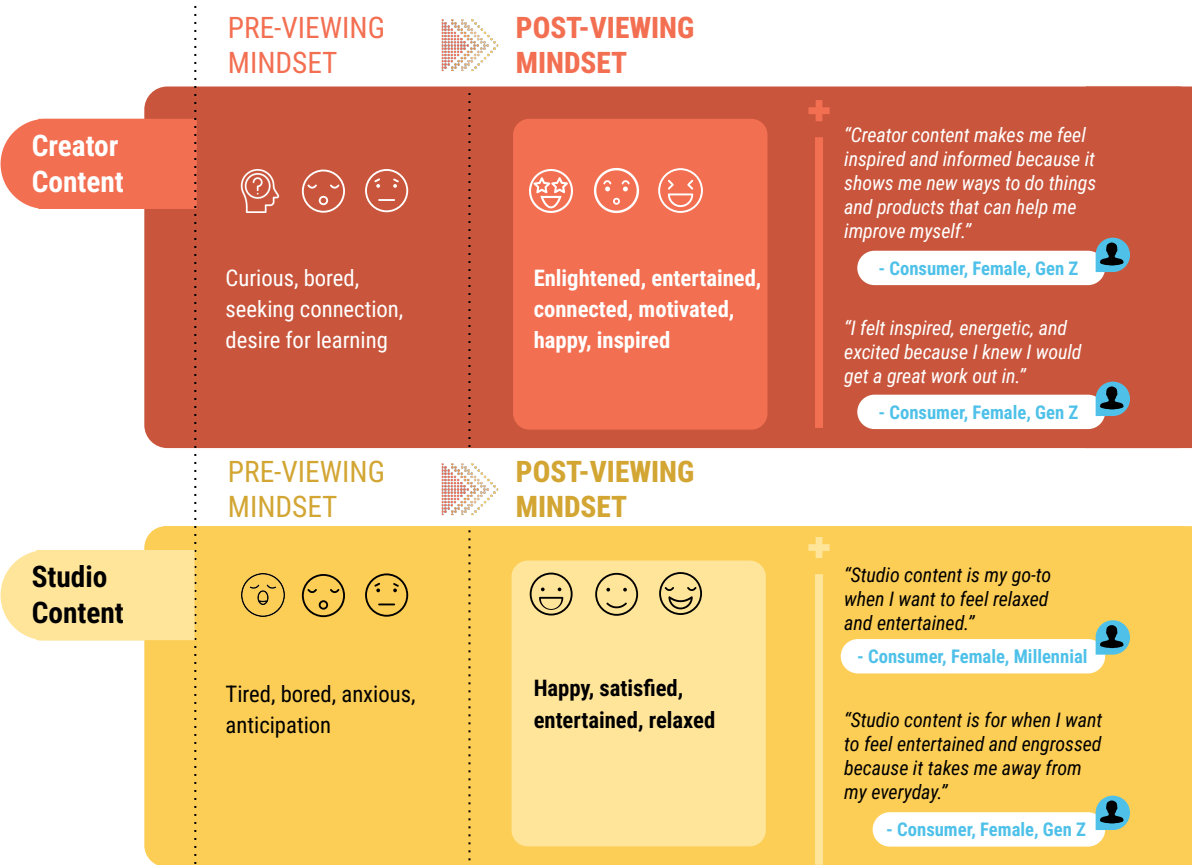 PRE-VIEWING
MINDSET
POST-VIEWING
MINDSET
Creator
Content
?
Curious, bored,
seeking connection,
desire for learning
Enlightened, entertained,
connected, motivated,
happy, inspired
“Creator content makes me feel
inspired and informed because it
shows me new ways to do things
and products that can help me
improve myself.”
- Consumer, Female, Gen Z
“I felt inspired, energetic, and
excited because I knew I would
get a great work out in.”
- Consumer, Female, Gen Z
PRE-VIEWING
MINDSET
POST-VIEWING
MINDSET
Studio
Content
Tired, bored, anxious,
anticipation
Happy, satisfied,
entertained, relaxed
“Studio content is my go-to
when I want to feel relaxed
and entertained.”
- Consumer, Female, Millennial
“Studio content is for when I want
to feel entertained and engrossed
because it takes me away from
my everyday.”
- Consumer, Female, Gen Z